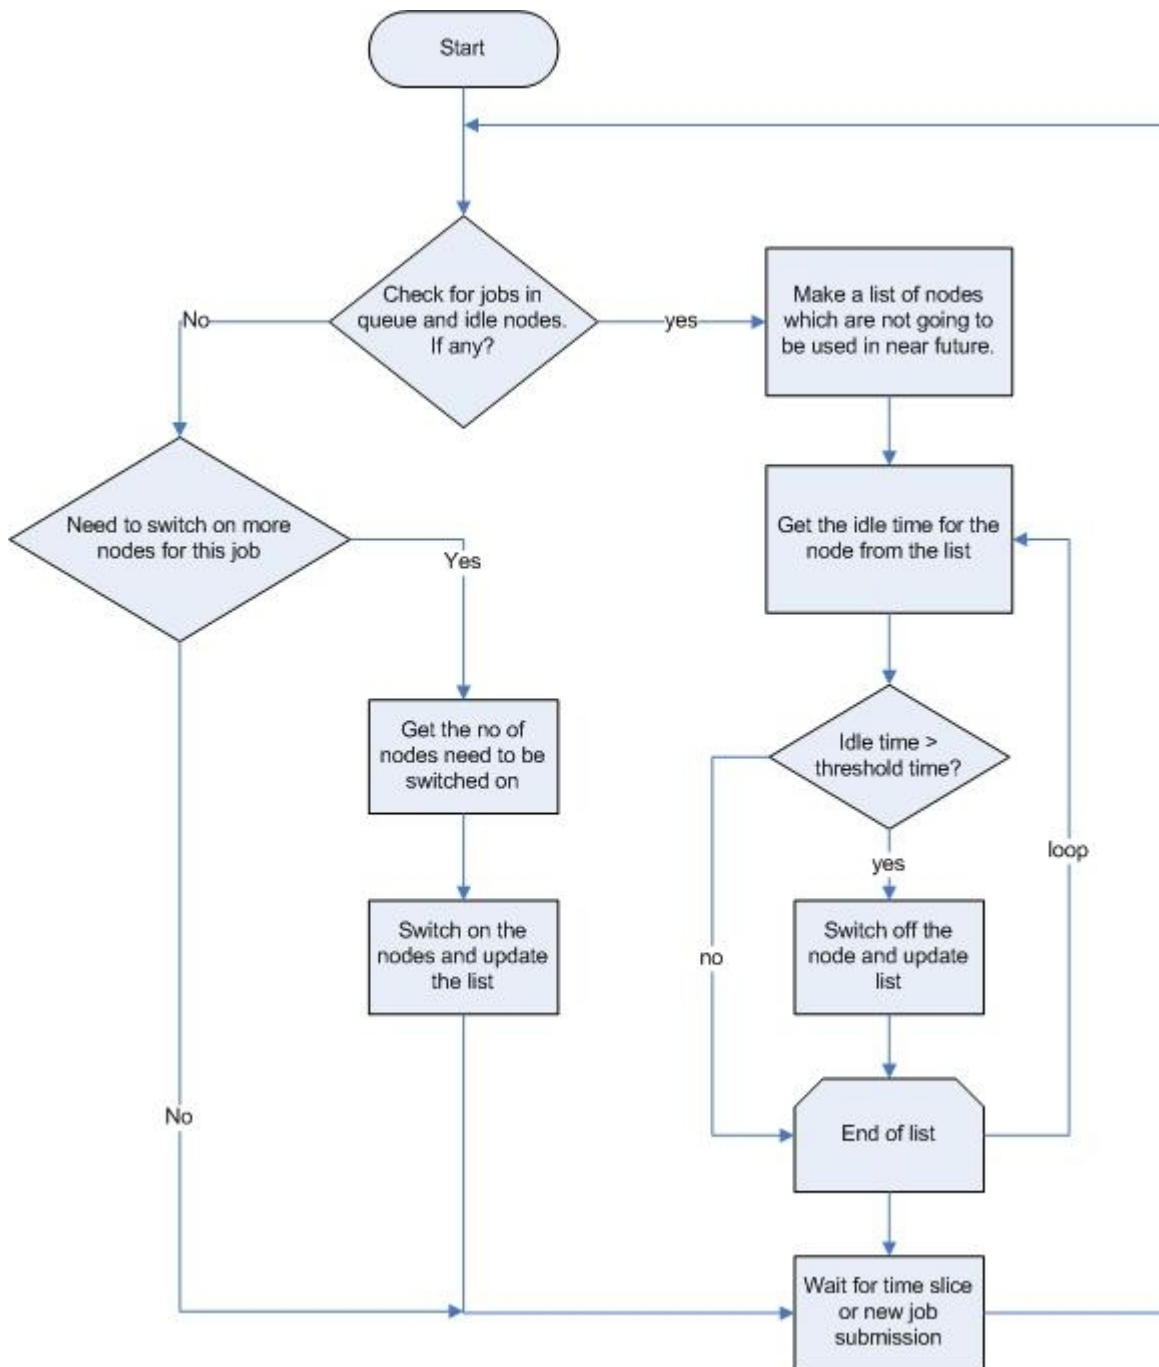 Start
Check for jobs in
queue and idle nodes.
If any?
No
yes
Make a list of nodes
which are not going to
be used in near future.
Need to switch on more
nodes for this job
Yes
Get the idle time for the
node from the list
Get the no of
nodes need to be
switched on
Idle time >
threshold time?
loop
yes
Switch on the
nodes and update
the list
no
Switch off the
node and update
list
No
End of list
Wait for time slice
or new job
submission